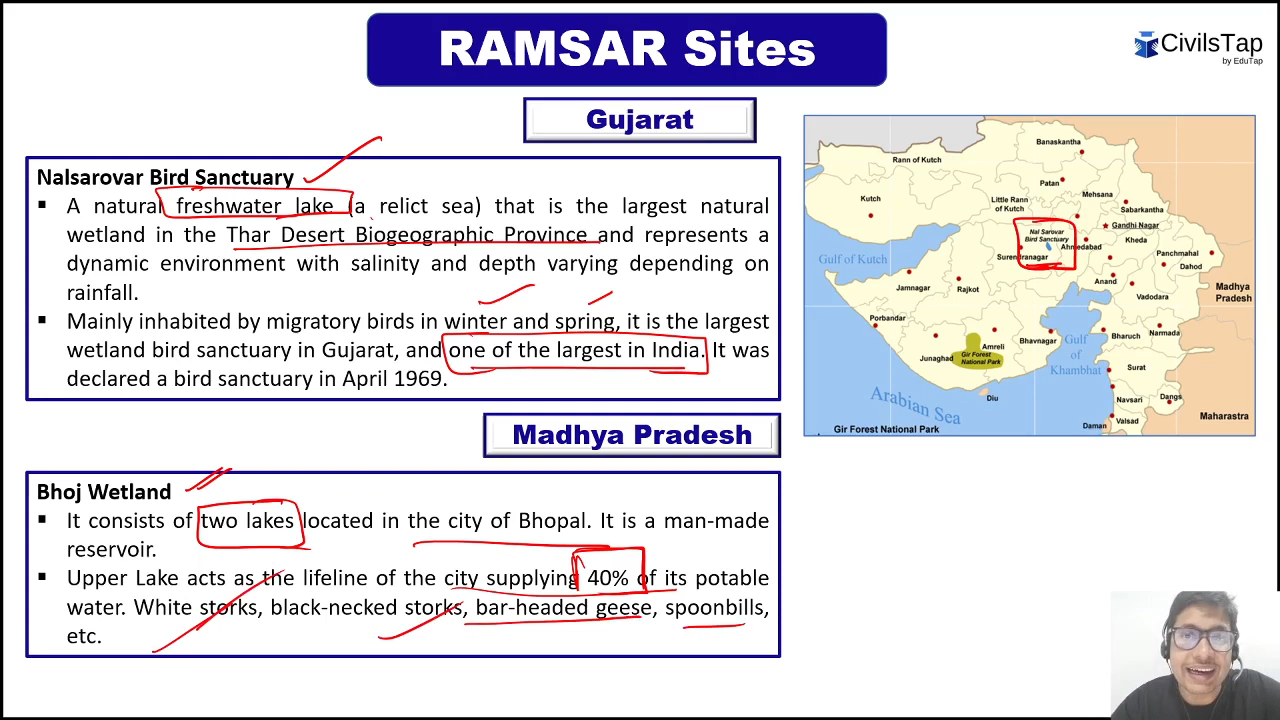 RAMSAR Sites
CivilsTap
by EduTap
Gujarat
Nalsarovar Bird Sanctuary
▪ A natural freshwater lake (a relict sea) that is the largest natural
wetland in the Thar Desert Biogeographic Province and represents a
dynamic environment with salinity and depth varying depending on
rainfall.
▪ Mainly inhabited by migratory birds in winter and spring, it is the largest
wetland bird sanctuary in Gujarat, and one of the largest in India. It was
declared a bird sanctuary in April 1969.
Madhya Pradesh
Bhoj Wetland
▪ It consists of two lakes located in the city of Bhopal. It is a man-made
reservoir.
▪ Upper Lake acts as the lifeline of the city supplying 40% of its potable
water. White storks, black-necked storks, bar-headed geese, spoonbills,
etc.
Banaskantha
Rann of Kutch
Patan
Mehsana
Kutch
Little Rann
of Kutch
Sabarkantha
Gandhi Nagar
Nal Sarovar
Bird Sanctuary
Ahmedabad
Kheda
Surendranagar
Panchmahal
Dahod
Gulf of Kutch
Anand
Jamnagar
Rajkot
Vadodara
Madhya
Pradesh
Porbandar
Amreli
Bhavnagar
Bharuch
Narmada
Junaghad
Gir Forest
National Park
Gulf
of
Khambhat
Surat
Diu
Navsari
Dangs
Arabian Sea
Valsad
Maharastra
Daman
Gir Forest National Park